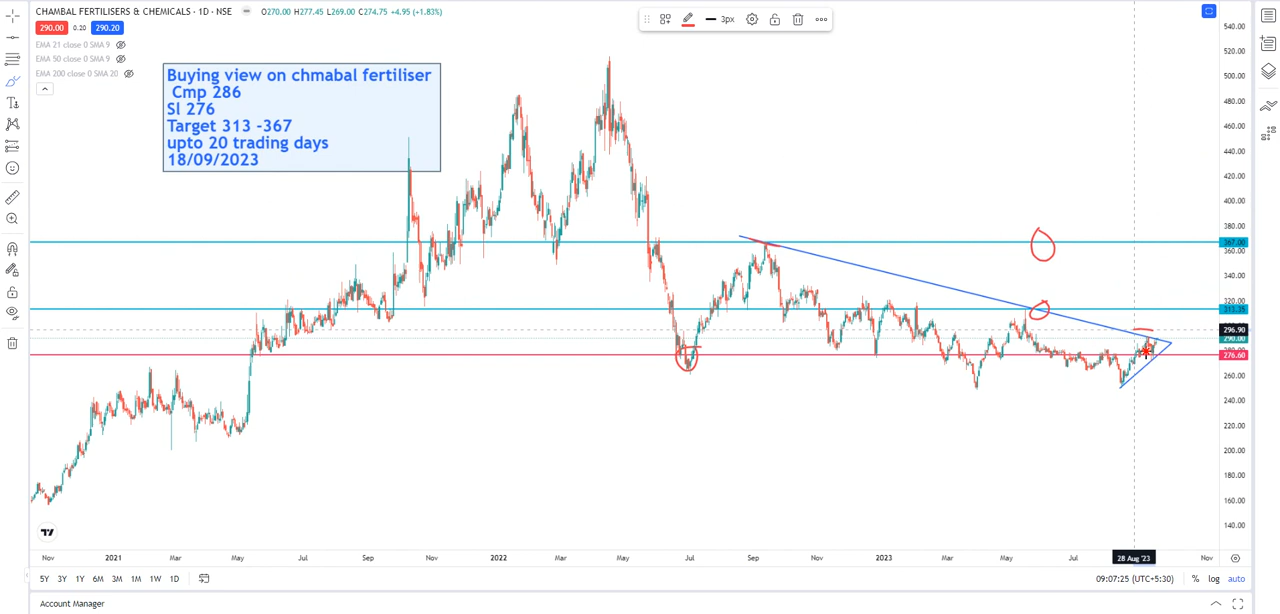 CHAMBAL FERTILISERS & CHEMICALS · 1D · NSE O270.00 H277.45 L269.00 C274.75 +4.95 (+1.83%)
290.00 0.20 290.20
EMA 21 close 0 SMA 9
EMA 50 close 0 SMA 9
EMA 200 close 0 SMA 20
3px
Buying view on chmabal fertiliser
Cmp 286
Sl 276
Target 313 -367
upto 20 trading days
18/09/2023
540.00
520.00
500.00
480.00
460.00
440.00
420.00
400.00
380.00
367.00
360.00
340.00
320.00
313.35
296.90
290.00
276.60
260.00
240.00
220.00
200.00
180.00
160.00
140.00
Nov 2021 Mar May Jul Sep Nov 2022 Mar May Jul Sep Nov 2023 Mar May Jul 28 Aug '23 Nov
5Y 3Y 1Y 6M 3M 1M 1W 1D 09:07:25 (UTC+5:30) % log auto
Account Manager